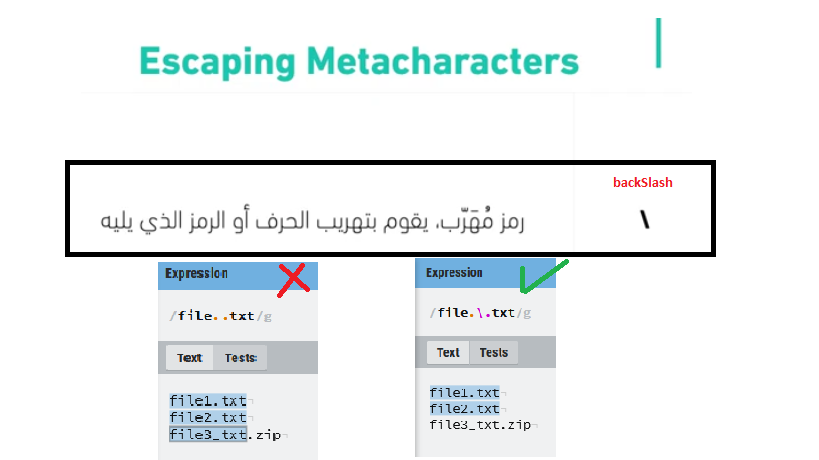 Escaping Metacharacters
backSlash
\
رمز مُهَرّب، يقوم بتهريب الحرف أو الرمز الذي يليه
Expression
/file..txt/g
Text
Tests
file1.txt
file2.txt
file3_txt.zip
Expression
/file.\.txt/g
Text
Tests
file1.txt
file2.txt
file3_txt.zip